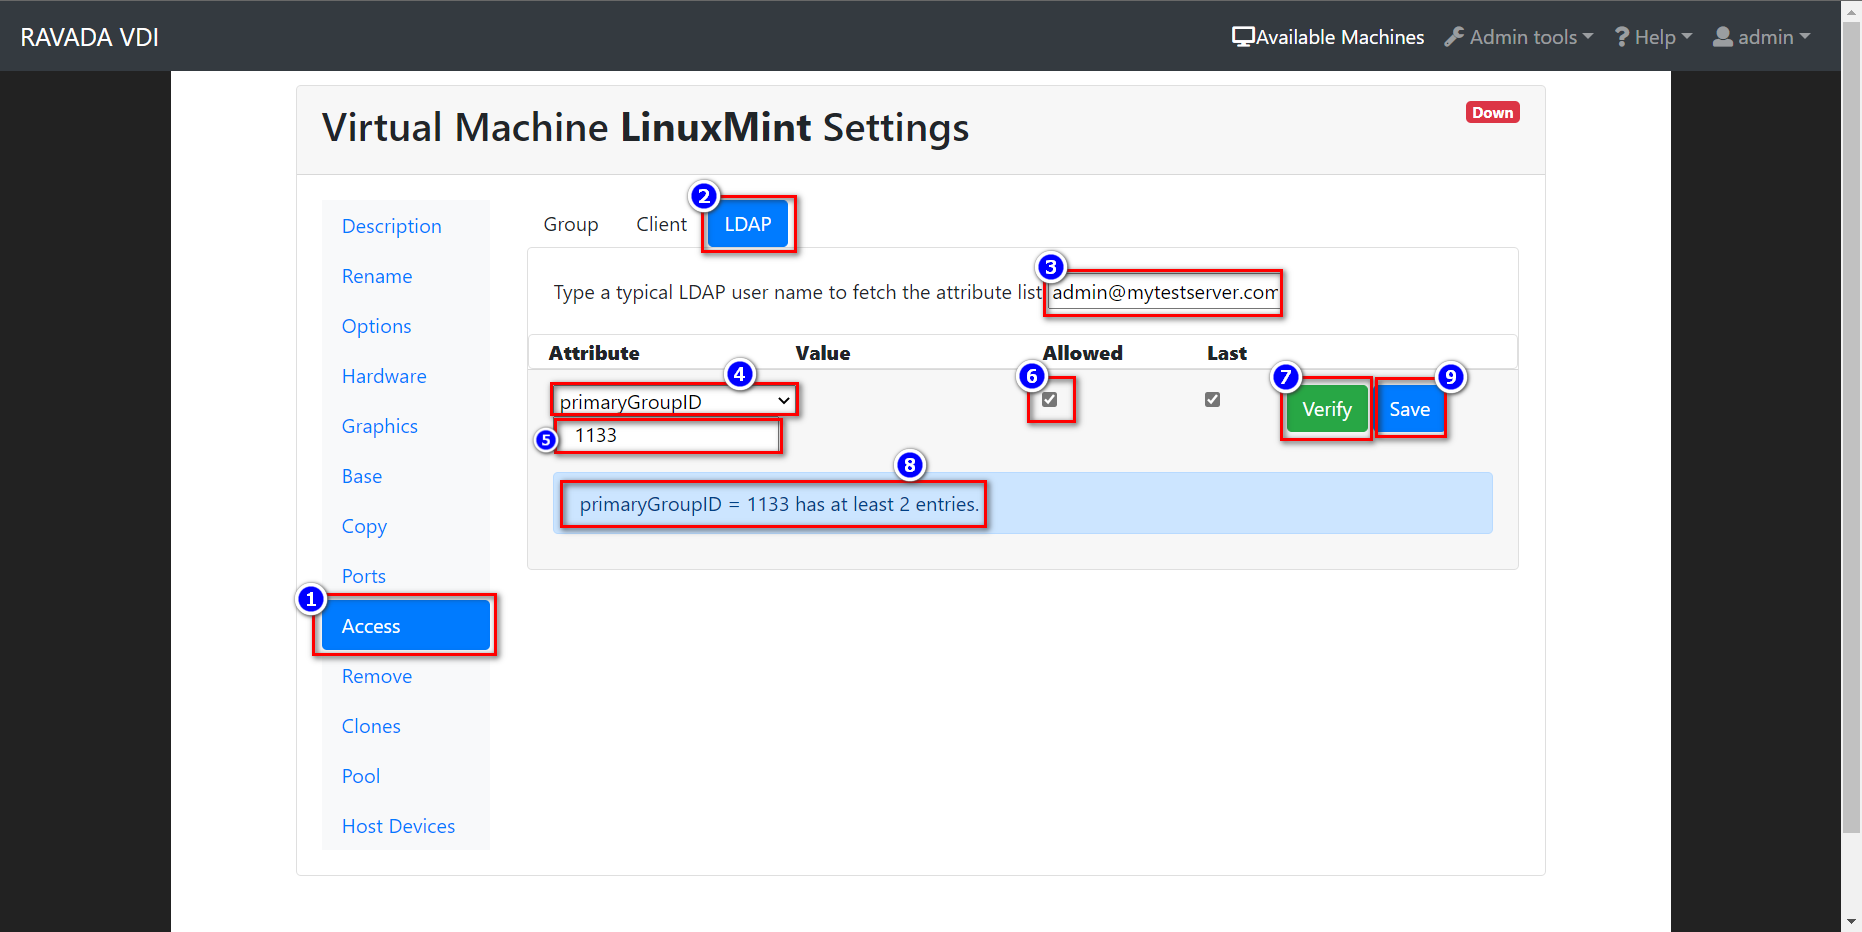 RAVADA VDI
Available Machines Admin tools ? Help admin
Virtual Machine LinuxMint Settings
Down
Description
Rename
Options
Hardware
Graphics
Base
Copy
Ports
1
Access
Remove
Clones
Pool
Host Devices
2
Group Client LDAP
3
Type a typical LDAP user name to fetch the attribute list admin@mytestserver.com
Attribute Value Allowed Last
4 6 7 9
primaryGroupID Verify Save
5 1133
8
primaryGroupID = 1133 has at least 2 entries.